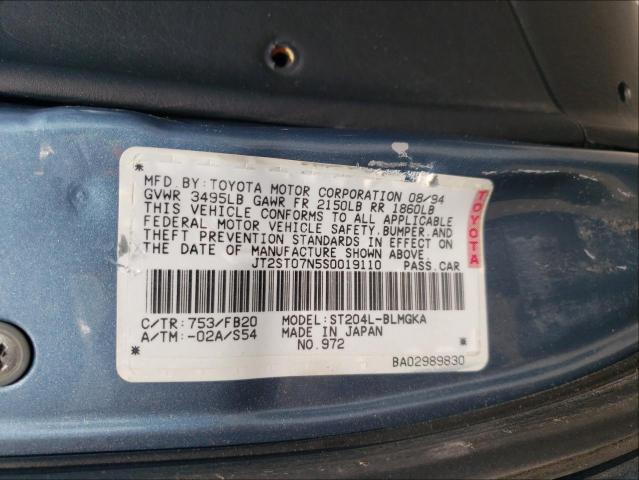 MFD BY: TOYOTA MOTOR CORPORATION 08/94
GVWR 3495LB GAWR FR 2150LB RR 1860LB
THIS VEHICLE CONFORMS TO ALL APPLICABLE
FEDERAL MOTOR VEHICLE SAFETY, BUMPER, AND
THEFT PREVENTION STANDARDS IN EFFECT ON
THE DATE OF MANUFACTURE SHOWN ABOVE.
JT2ST07N5S0019110 PASS. CAR
TOYOTA
C/TR: 753/FB20 MODEL: ST204L-BLMGKA
A/TM: -02A/S54 MADE IN JAPAN
NO. 972
BA02989830